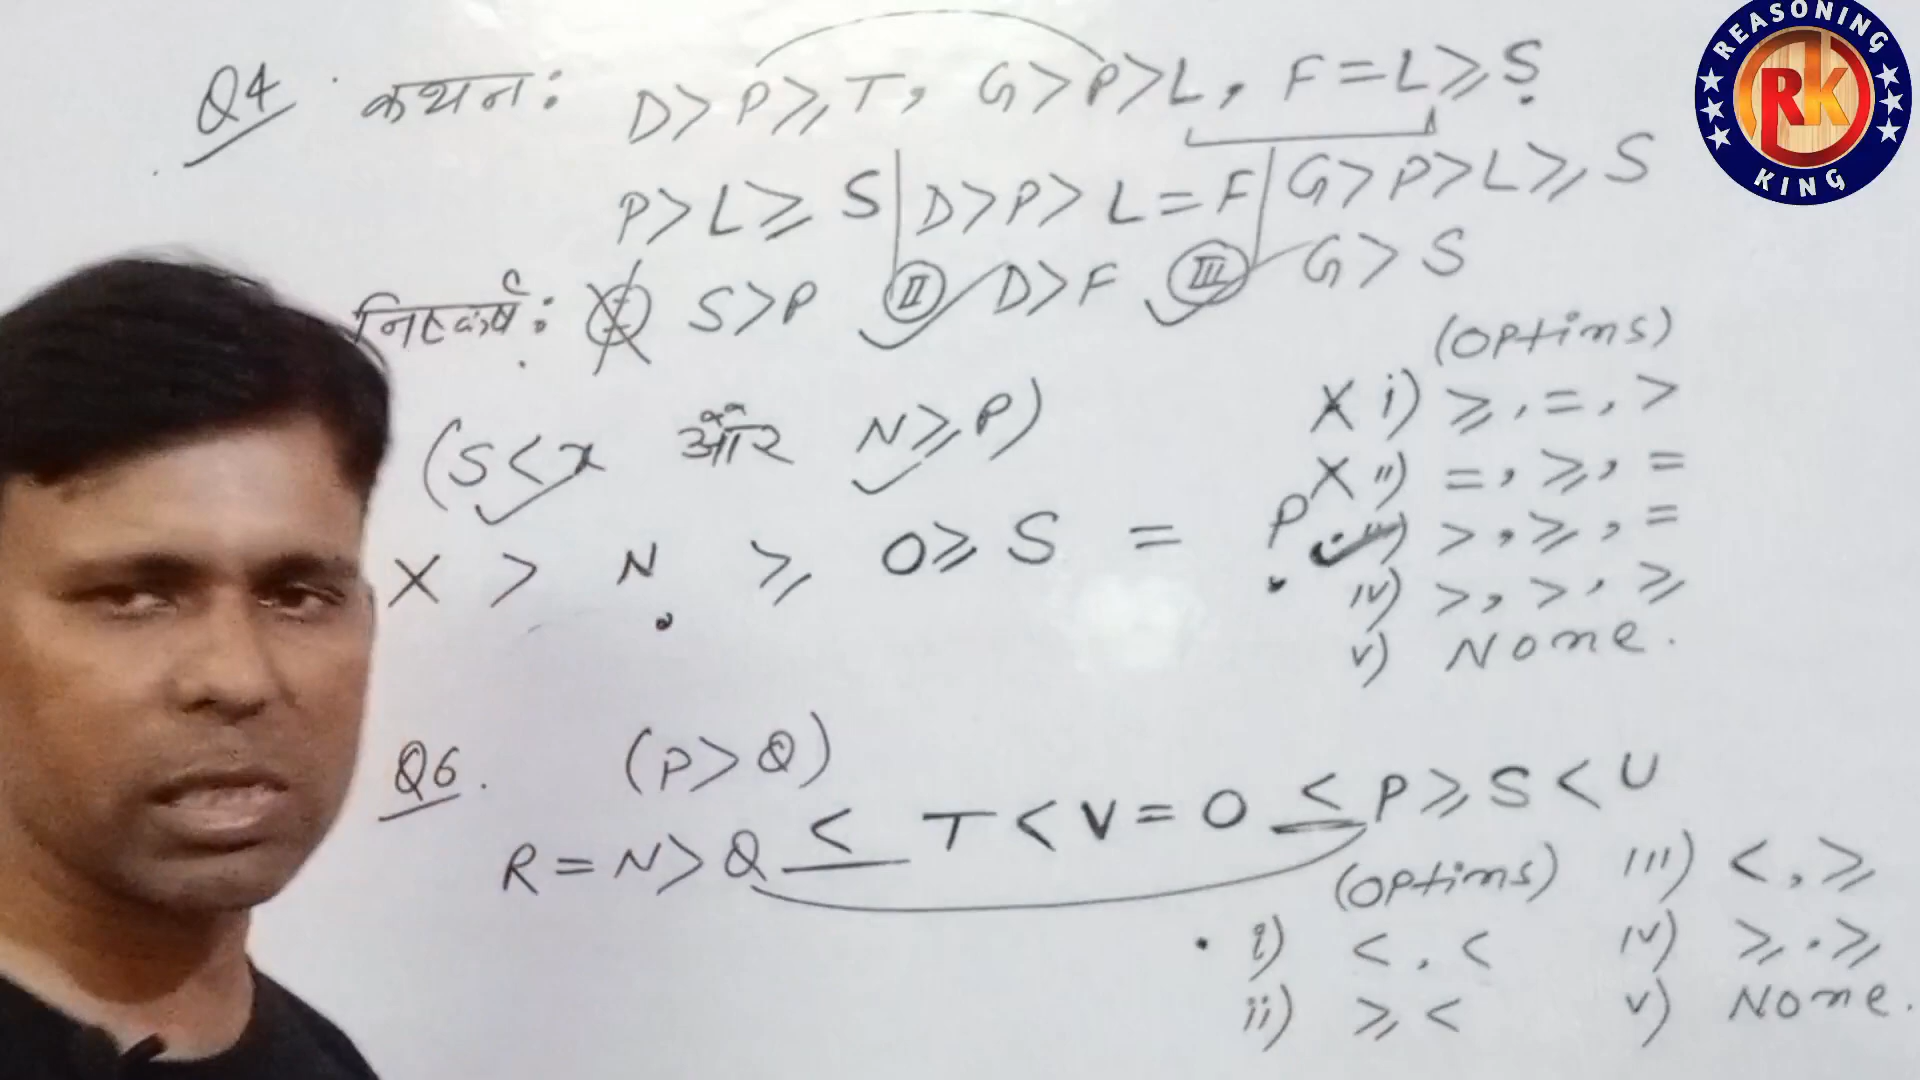 REASONING
RK
KING
Q4 कथन: D > P ≥ T, G > P > L, F = L ≥ S
P > L ≥ S | D > P > L = F | G > P > L ≥ S
निष्कर्ष: I S > P II D > F III G > S
(Options)
i) ≥, =, >
ii) =, ≥, =
iii) >, ≥, =
iv) >, >, ≥
v) None.
(S < x और N ≥ P)
X > N ≥ O ≥ S = P
Q6. (P > Q)
R = N > Q < T < V = O ≤ P ≥ S < U
(Options)
i) <, <
ii) ≥, <
iii) <, ≥
iv) ≥, ≥
v) None.